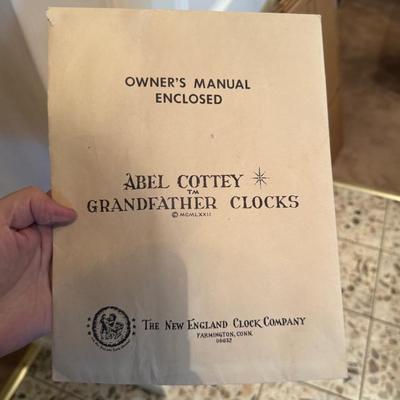 OWNER'S MANUAL
ENCLOSED
ABEL COTTEY
TM
GRANDFATHER CLOCKS
© MCMLXXII
THE NEW ENGLAND CLOCK COMPANY
FARMINGTON, CONN.
06032